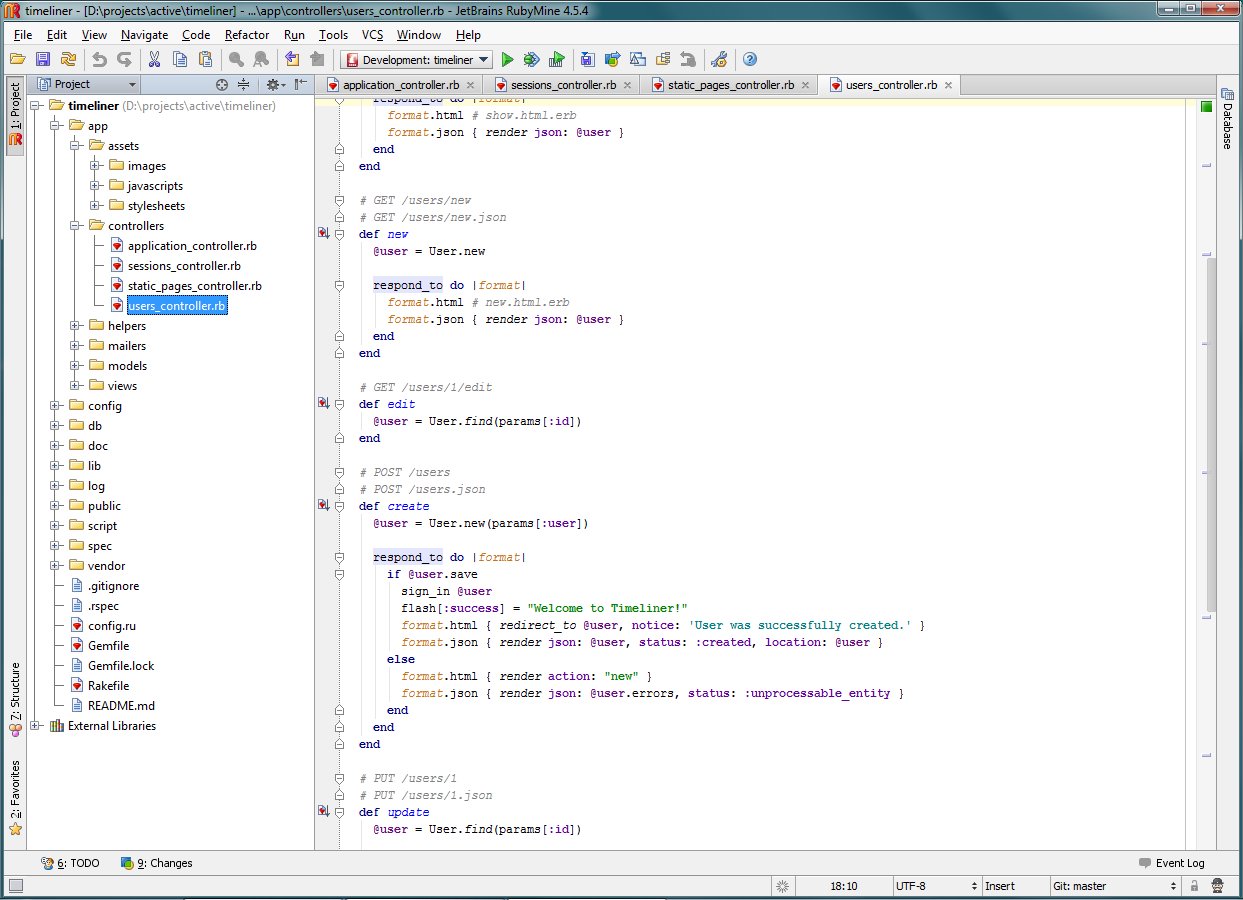 timeliner - [D:\projects\active\timeliner] - ...\app\controllers\users_controller.rb - JetBrains RubyMine 4.5.4
File Edit View Navigate Code Refactor Run Tools VCS Window Help
Development: timeliner
Project
application_controller.rb
sessions_controller.rb
static_pages_controller.rb
users_controller.rb
1: Project
7: Structure
2: Favorites
timeliner (D:\projects\active\timeliner)
app
assets
images
javascripts
stylesheets
controllers
application_controller.rb
sessions_controller.rb
static_pages_controller.rb
users_controller.rb
helpers
mailers
models
views
config
db
doc
lib
log
public
script
spec
vendor
.gitignore
.rspec
config.ru
Gemfile
Gemfile.lock
Rakefile
README.md
External Libraries
respond_to do |format|
format.html # show.html.erb
format.json { render json: @user }
end
end
# GET /users/new
# GET /users/new.json
def new
@user = User.new
respond_to do |format|
format.html # new.html.erb
format.json { render json: @user }
end
end
# GET /users/1/edit
def edit
@user = User.find(params[:id])
end
# POST /users
# POST /users.json
def create
@user = User.new(params[:user])
respond_to do |format|
if @user.save
sign_in @user
flash[:success] = "Welcome to Timeliner!"
format.html { redirect_to @user, notice: 'User was successfully created.' }
format.json { render json: @user, status: :created, location: @user }
else
format.html { render action: "new" }
format.json { render json: @user.errors, status: :unprocessable_entity }
end
end
end
# PUT /users/1
# PUT /users/1.json
def update
@user = User.find(params[:id])
Database
6: TODO
9: Changes
Event Log
18:10
UTF-8
Insert
Git: master